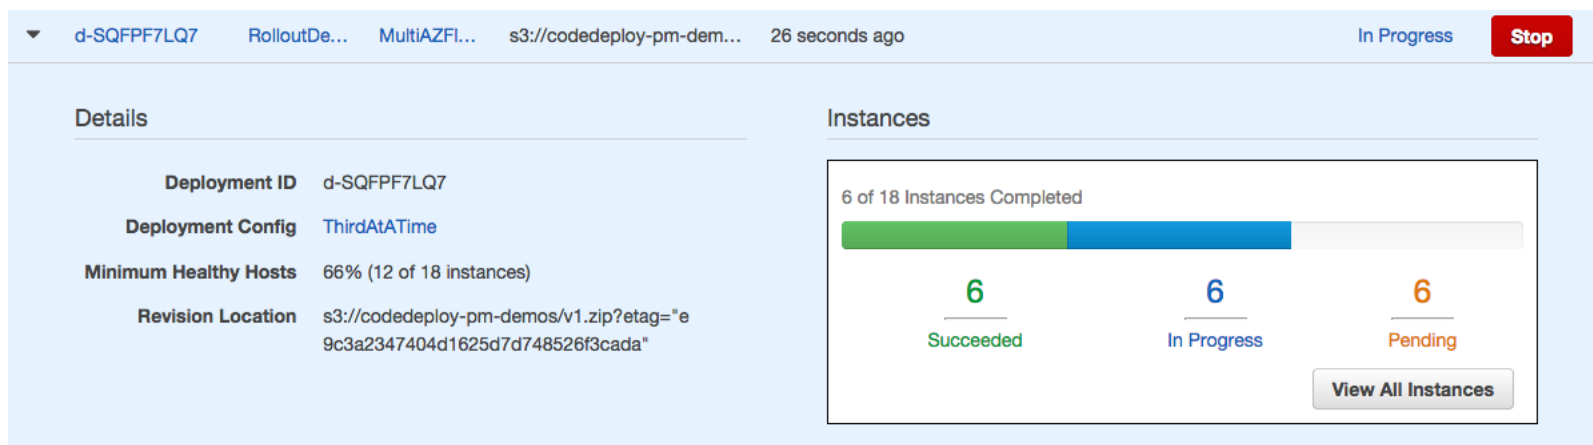 d-SQFPF7LQ7 RolloutDe... MultiAZFl... s3://codedeploy-pm-dem... 26 seconds ago In Progress Stop
Details
Deployment ID d-SQFPF7LQ7
Deployment Config ThirdAtATime
Minimum Healthy Hosts 66% (12 of 18 instances)
Revision Location s3://codedeploy-pm-demos/v1.zip?etag="e
9c3a2347404d1625d7d748526f3cada"
Instances
6 of 18 Instances Completed
6 6 6
Succeeded In Progress Pending
View All Instances